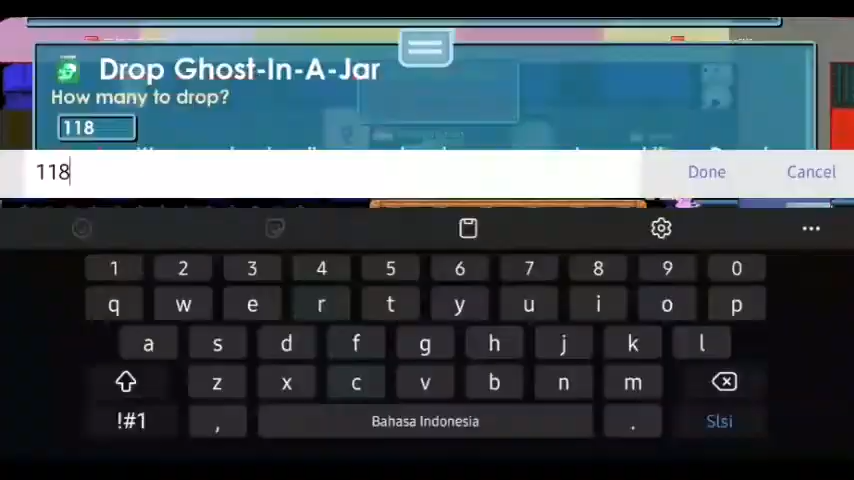 Drop Ghost-In-A-Jar
How many to drop?
118
118
Done Cancel
1 2 3 4 5 6 7 8 9 0
q w e r t y u i o p
a s d f g h j k l
z x c v b n m
!#1 , Bahasa Indonesia . Slsi